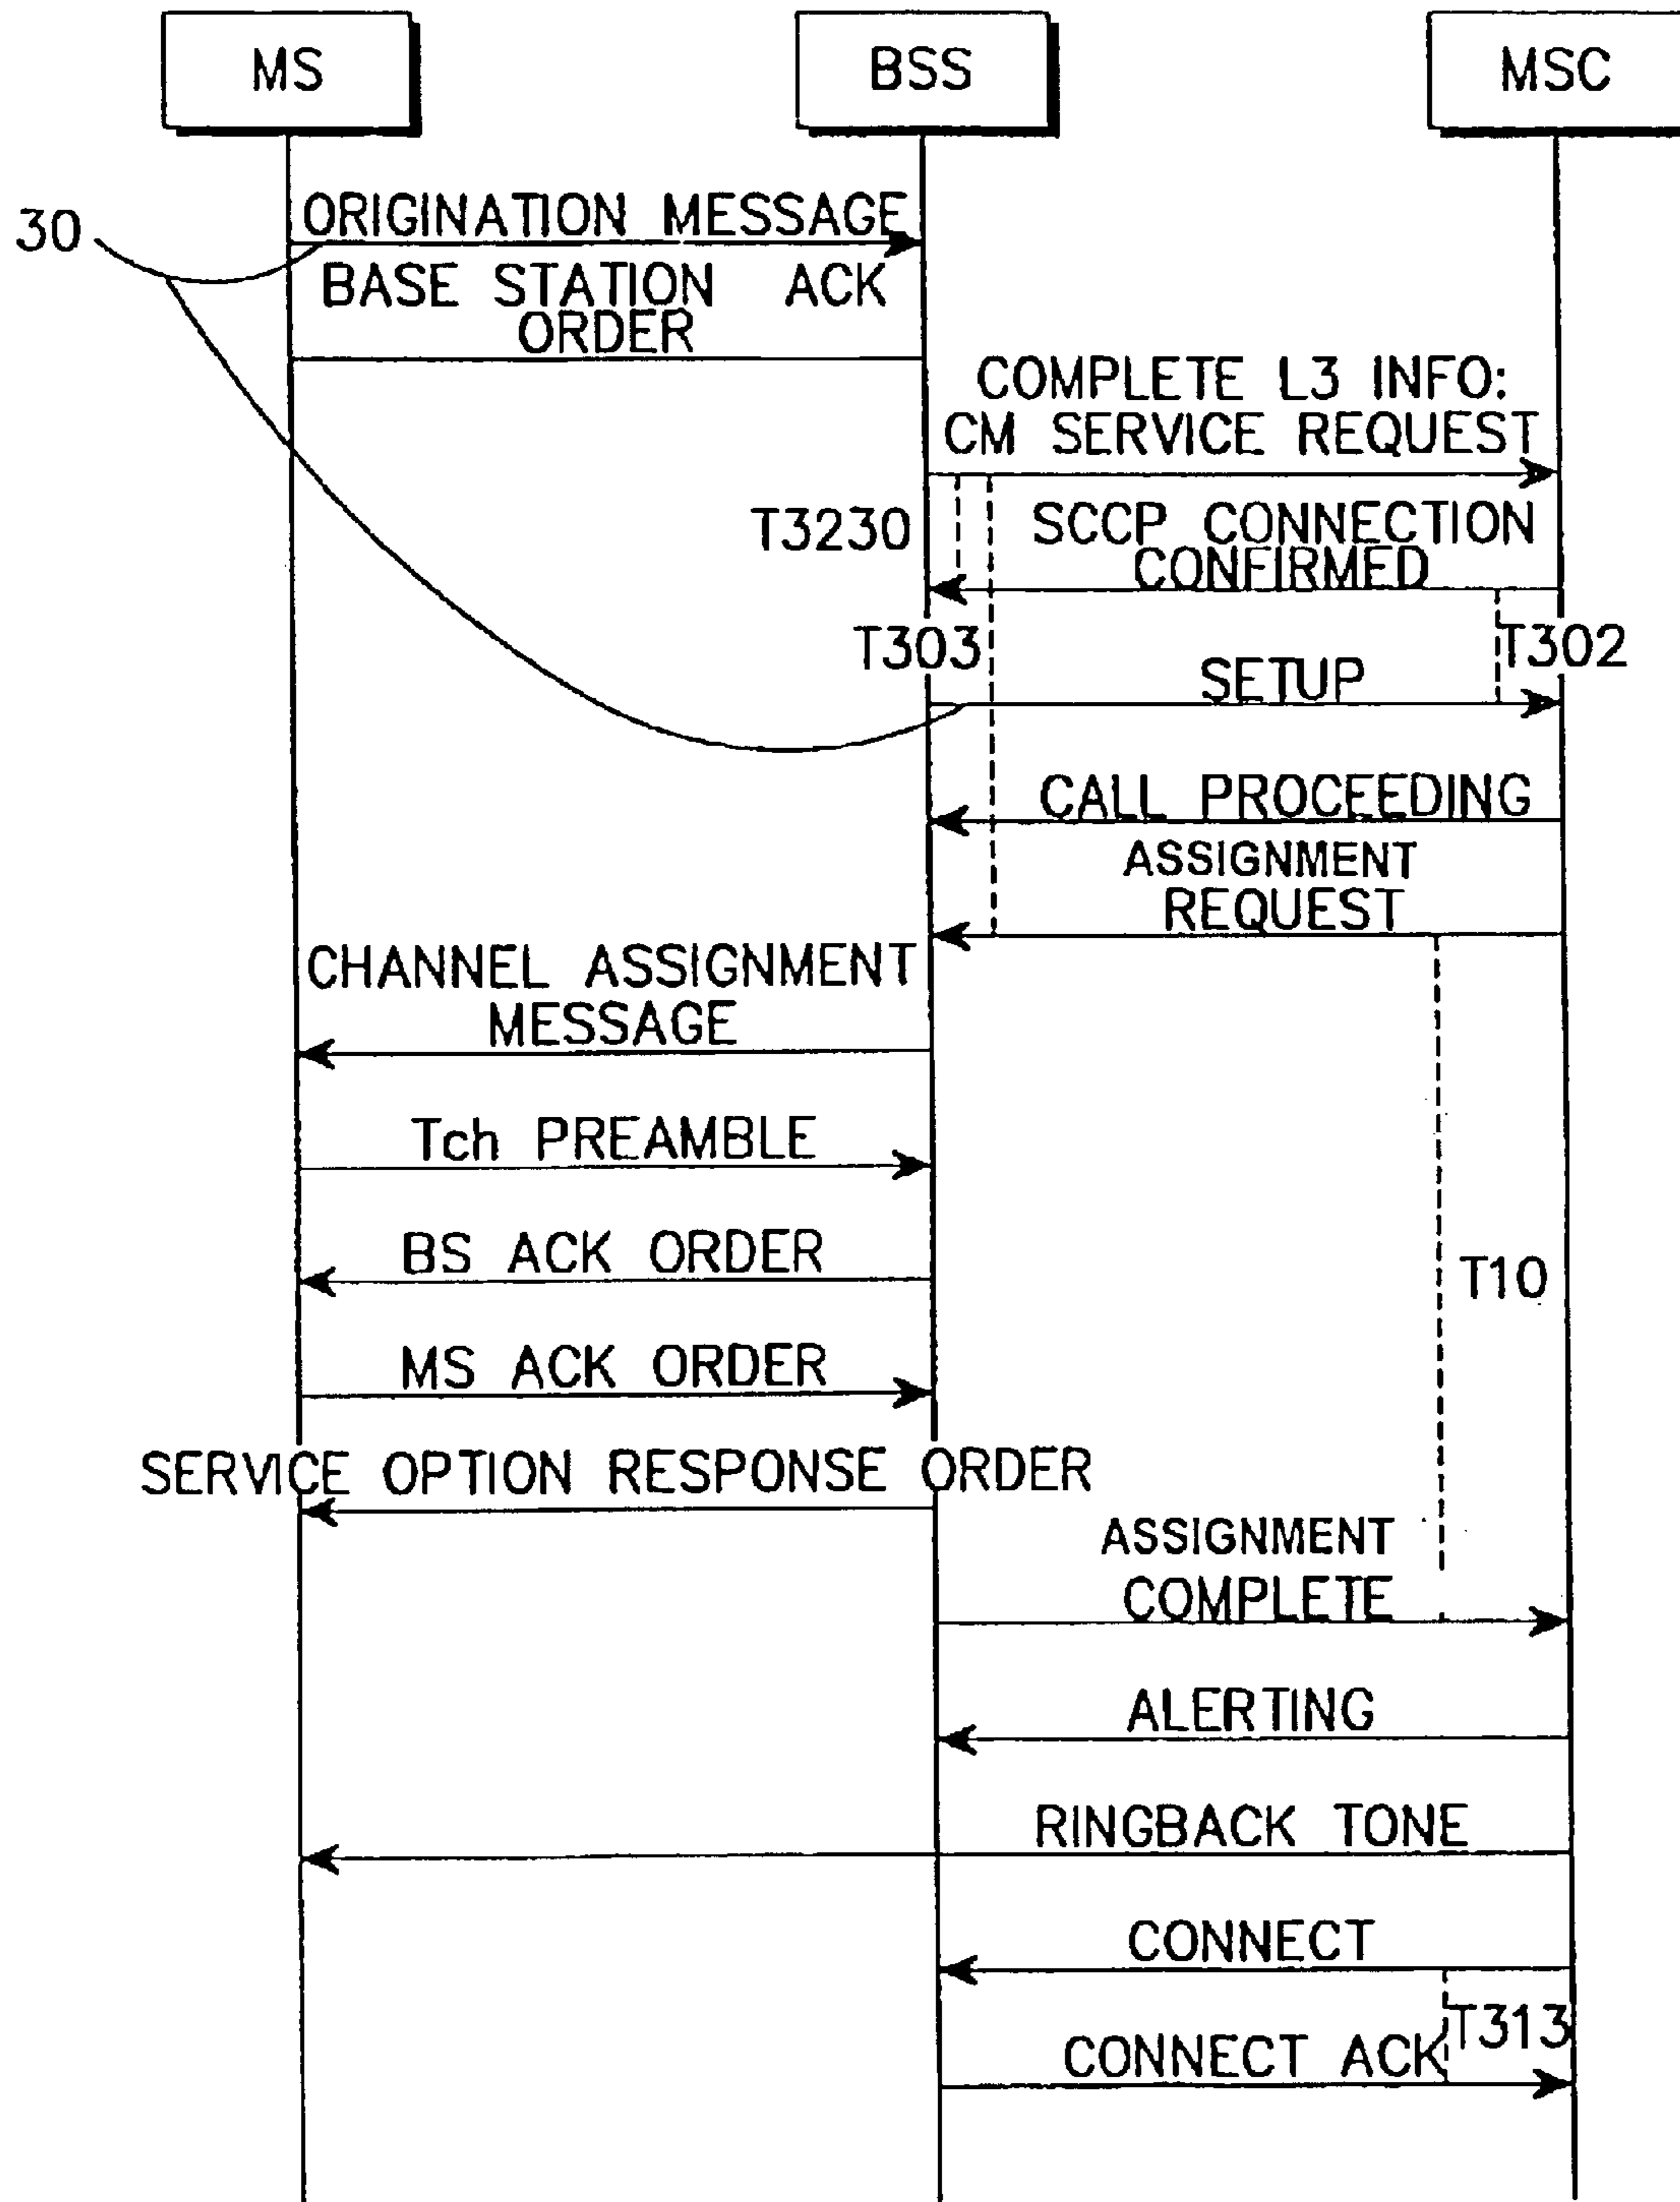 MS
BSS
MSC
30
ORIGINATION MESSAGE
BASE STATION ACK
ORDER
COMPLETE L3 INFO:
CM SERVICE REQUEST
T3230
SCCP CONNECTION
CONFIRMED
T303
T302
SETUP
CALL PROCEEDING
ASSIGNMENT
REQUEST
CHANNEL ASSIGNMENT
MESSAGE
Tch PREAMBLE
BS ACK ORDER
T10
MS ACK ORDER
SERVICE OPTION RESPONSE ORDER
ASSIGNMENT
COMPLETE
ALERTING
RINGBACK TONE
CONNECT
T313
CONNECT ACK